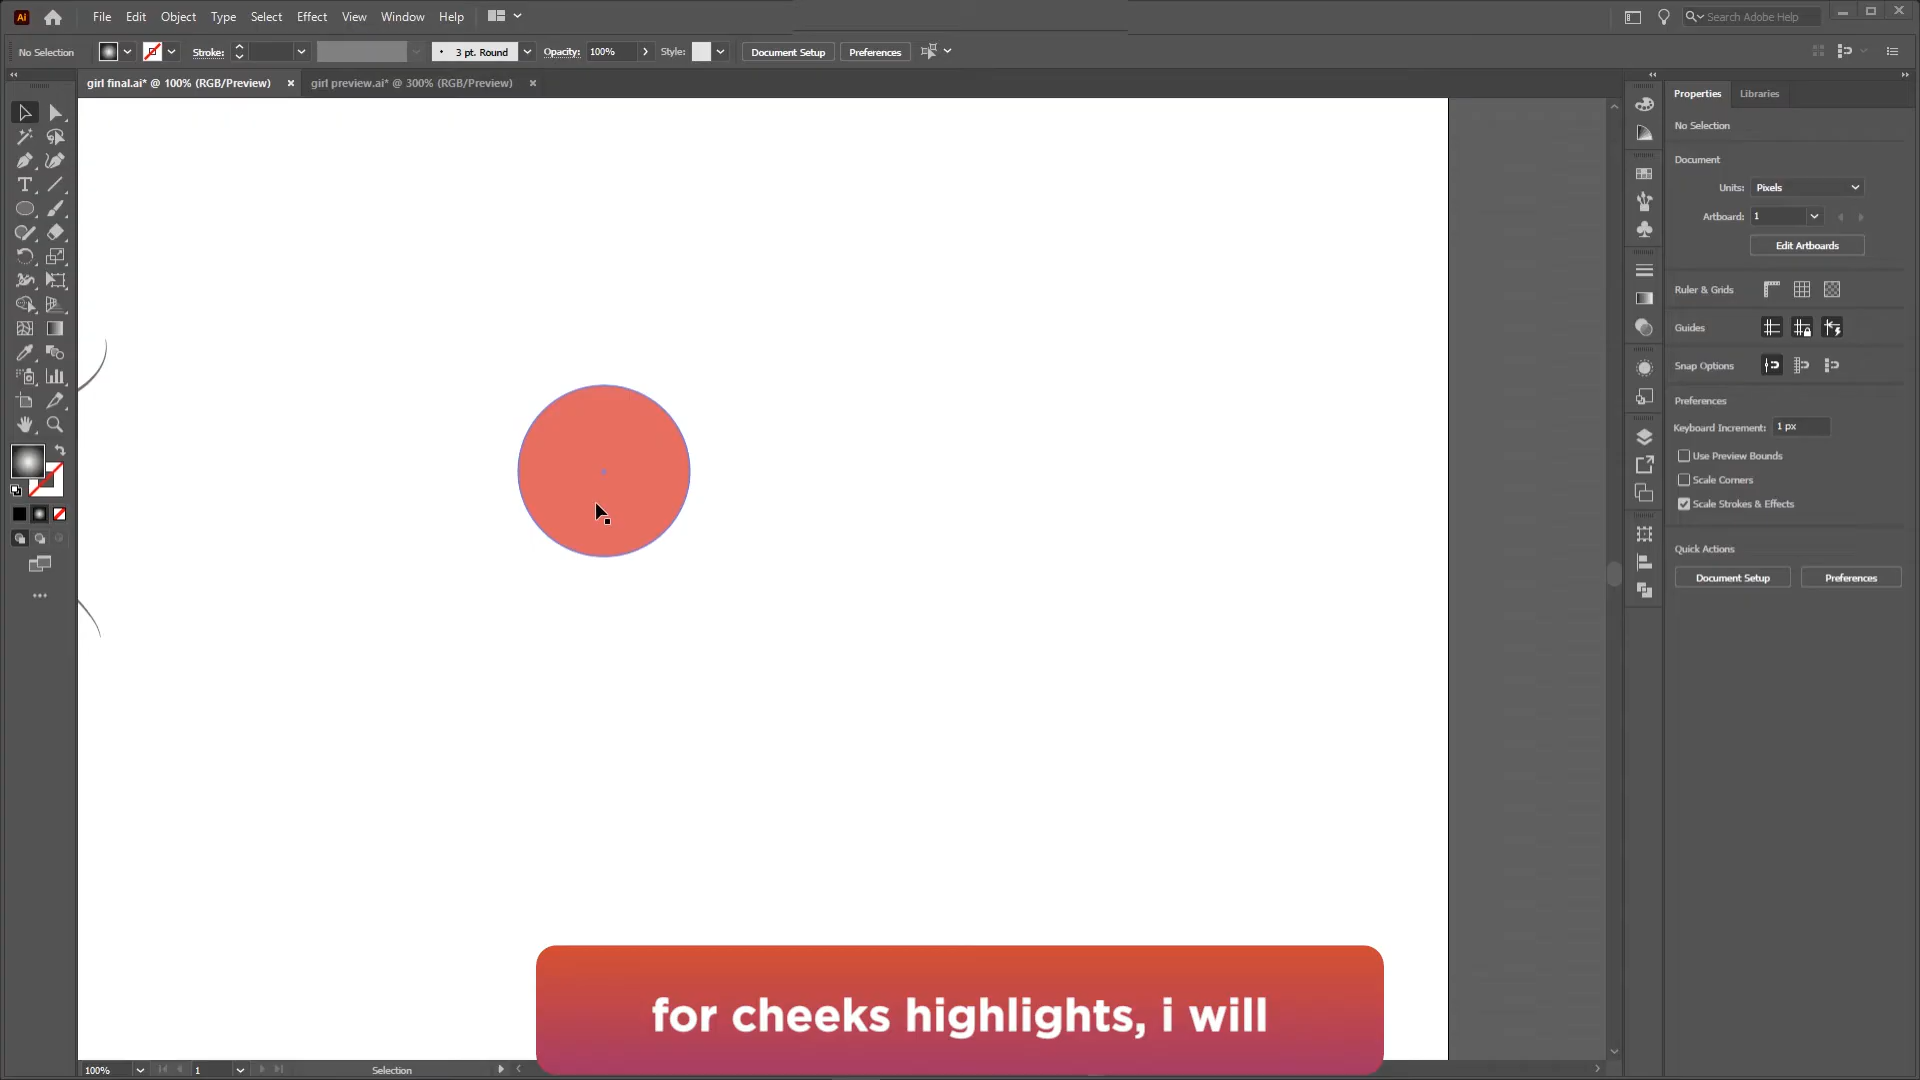 Ai File Edit Object Type Select Effect View Window Help Search Adobe Help
No Selection Stroke: 3 pt. Round Opacity: 100% Style: Document Setup Preferences
girl final.ai* @ 100% (RGB/Preview) girl preview.ai* @ 300% (RGB/Preview)
Properties Libraries
No Selection
Document
Units: Pixels
Artboard: 1
Edit Artboards
Ruler & Grids
Guides
Snap Options
Preferences
Keyboard Increment: 1 px
Use Preview Bounds
Scale Corners
Scale Strokes & Effects
Quick Actions
Document Setup Preferences
for cheeks highlights, i will
100% 1 Selection